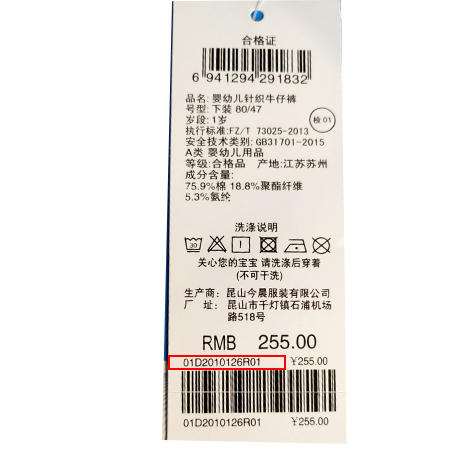 合格证
6 941294 291832
品名: 婴幼儿针织牛仔裤
号型: 下装 80/47
岁段: 1岁
检 01
执行标准:FZ/T 73025-2013
安全技术类别: GB31701-2015
A类 婴幼儿用品
等级:合格品 产地:江苏苏州
成分含量:
75.9%棉 18.8%聚酯纤维
5.3%氨纶
洗涤说明
30
关心您的宝宝 请洗涤后穿着
(不可干洗)
生产商: 昆山今晨服装有限公司
厂 址: 昆山市千灯镇石浦机场
路518号
RMB 255.00
01D2010126R01 ¥255.00
01D2010126R01 ¥255.00